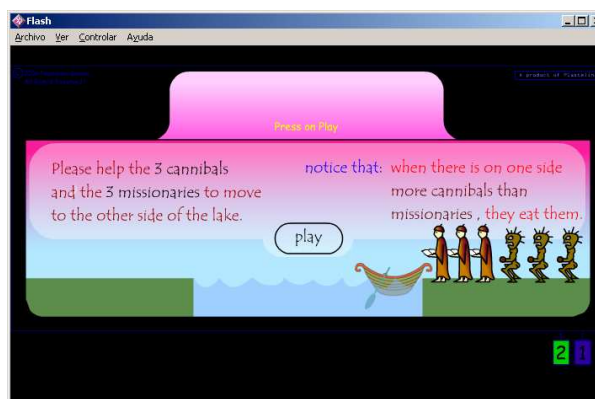 Flash
Archivo Ver Controlar Ayuda
Press on Play
Please help the 3 cannibals
and the 3 missionaries to move
to the other side of the lake.
notice that: when there is on one side
more cannibals than
missionaries , they eat them.
play
2 1